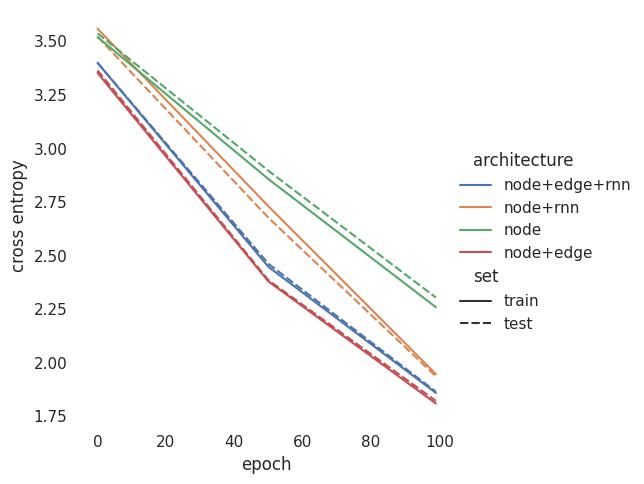 3.50
3.25
3.00
2.75
2.50
2.25
2.00
1.75
cross entropy
0 20 40 60 80 100
epoch
architecture
node+edge+rnn
node+rnn
node
node+edge
set
train
test